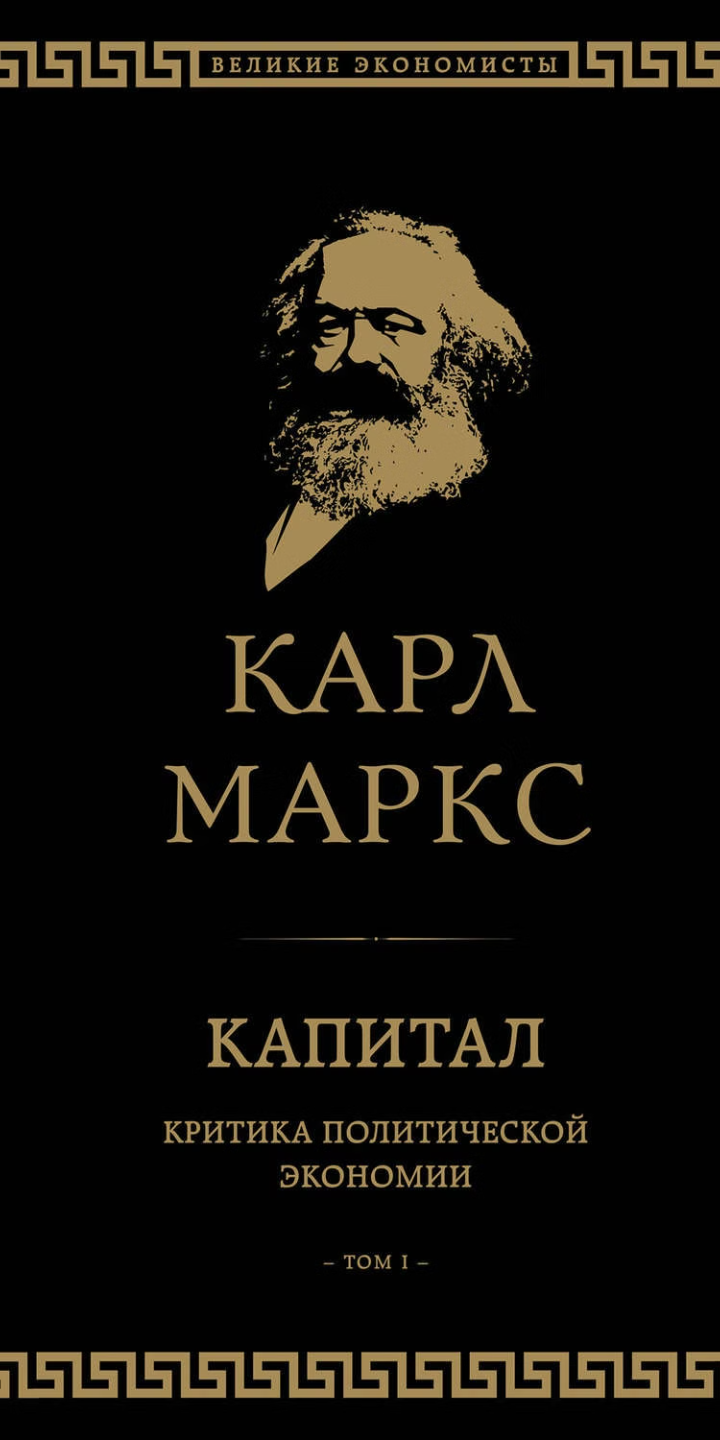 ВЕЛИКИЕ ЭКОНОМИСТЫ
КАРЛ
МАРКС
КАПИТАЛ
КРИТИКА ПОЛИТИЧЕСКОЙ
ЭКОНОМИИ
– ТОМ I –